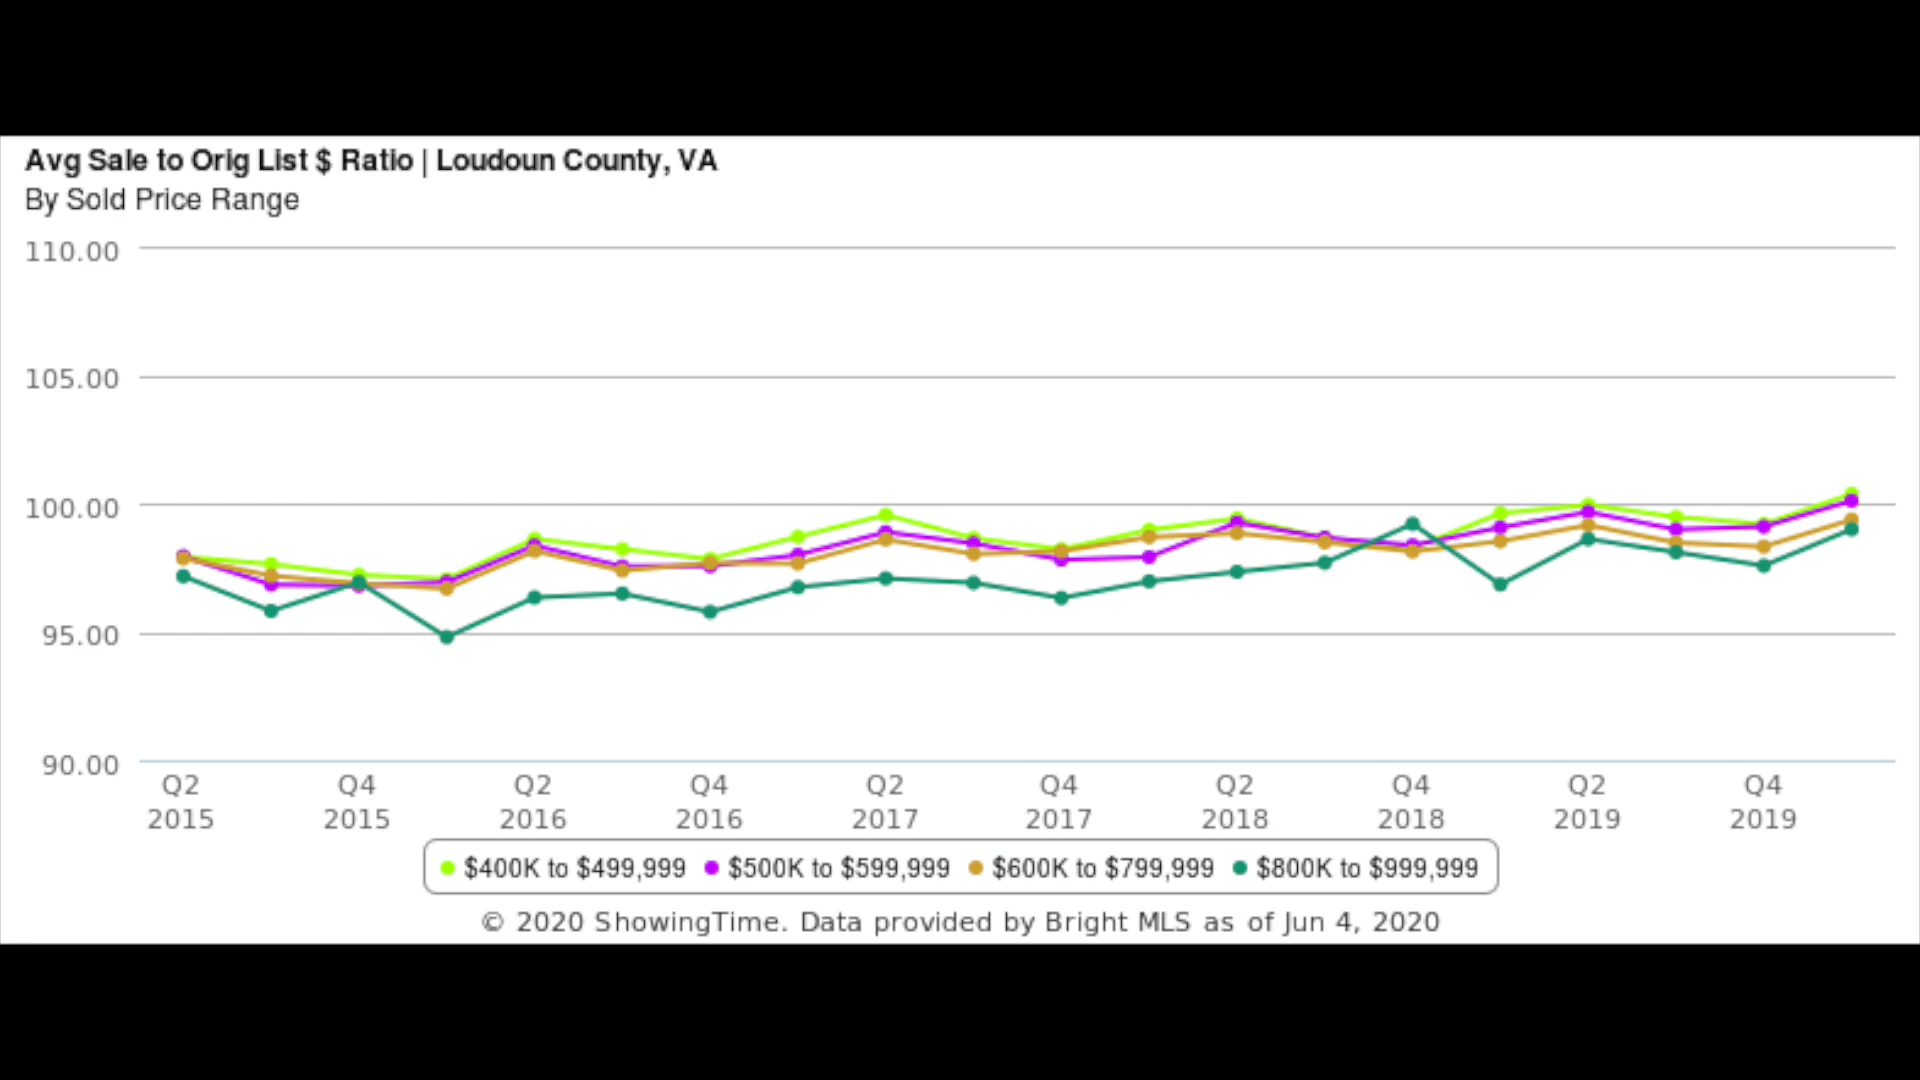 Avg Sale to Orig List $ Ratio | Loudoun County, VA
By Sold Price Range
110.00
105.00
100.00
95.00
90.00
Q2 Q4 Q2 Q4 Q2 Q4 Q2 Q4 Q2 Q4
2015 2015 2016 2016 2017 2017 2018 2018 2019 2019
$400K to $499,999 $500K to $599,999 $600K to $799,999 $800K to $999,999
© 2020 ShowingTime. Data provided by Bright MLS as of Jun 4, 2020